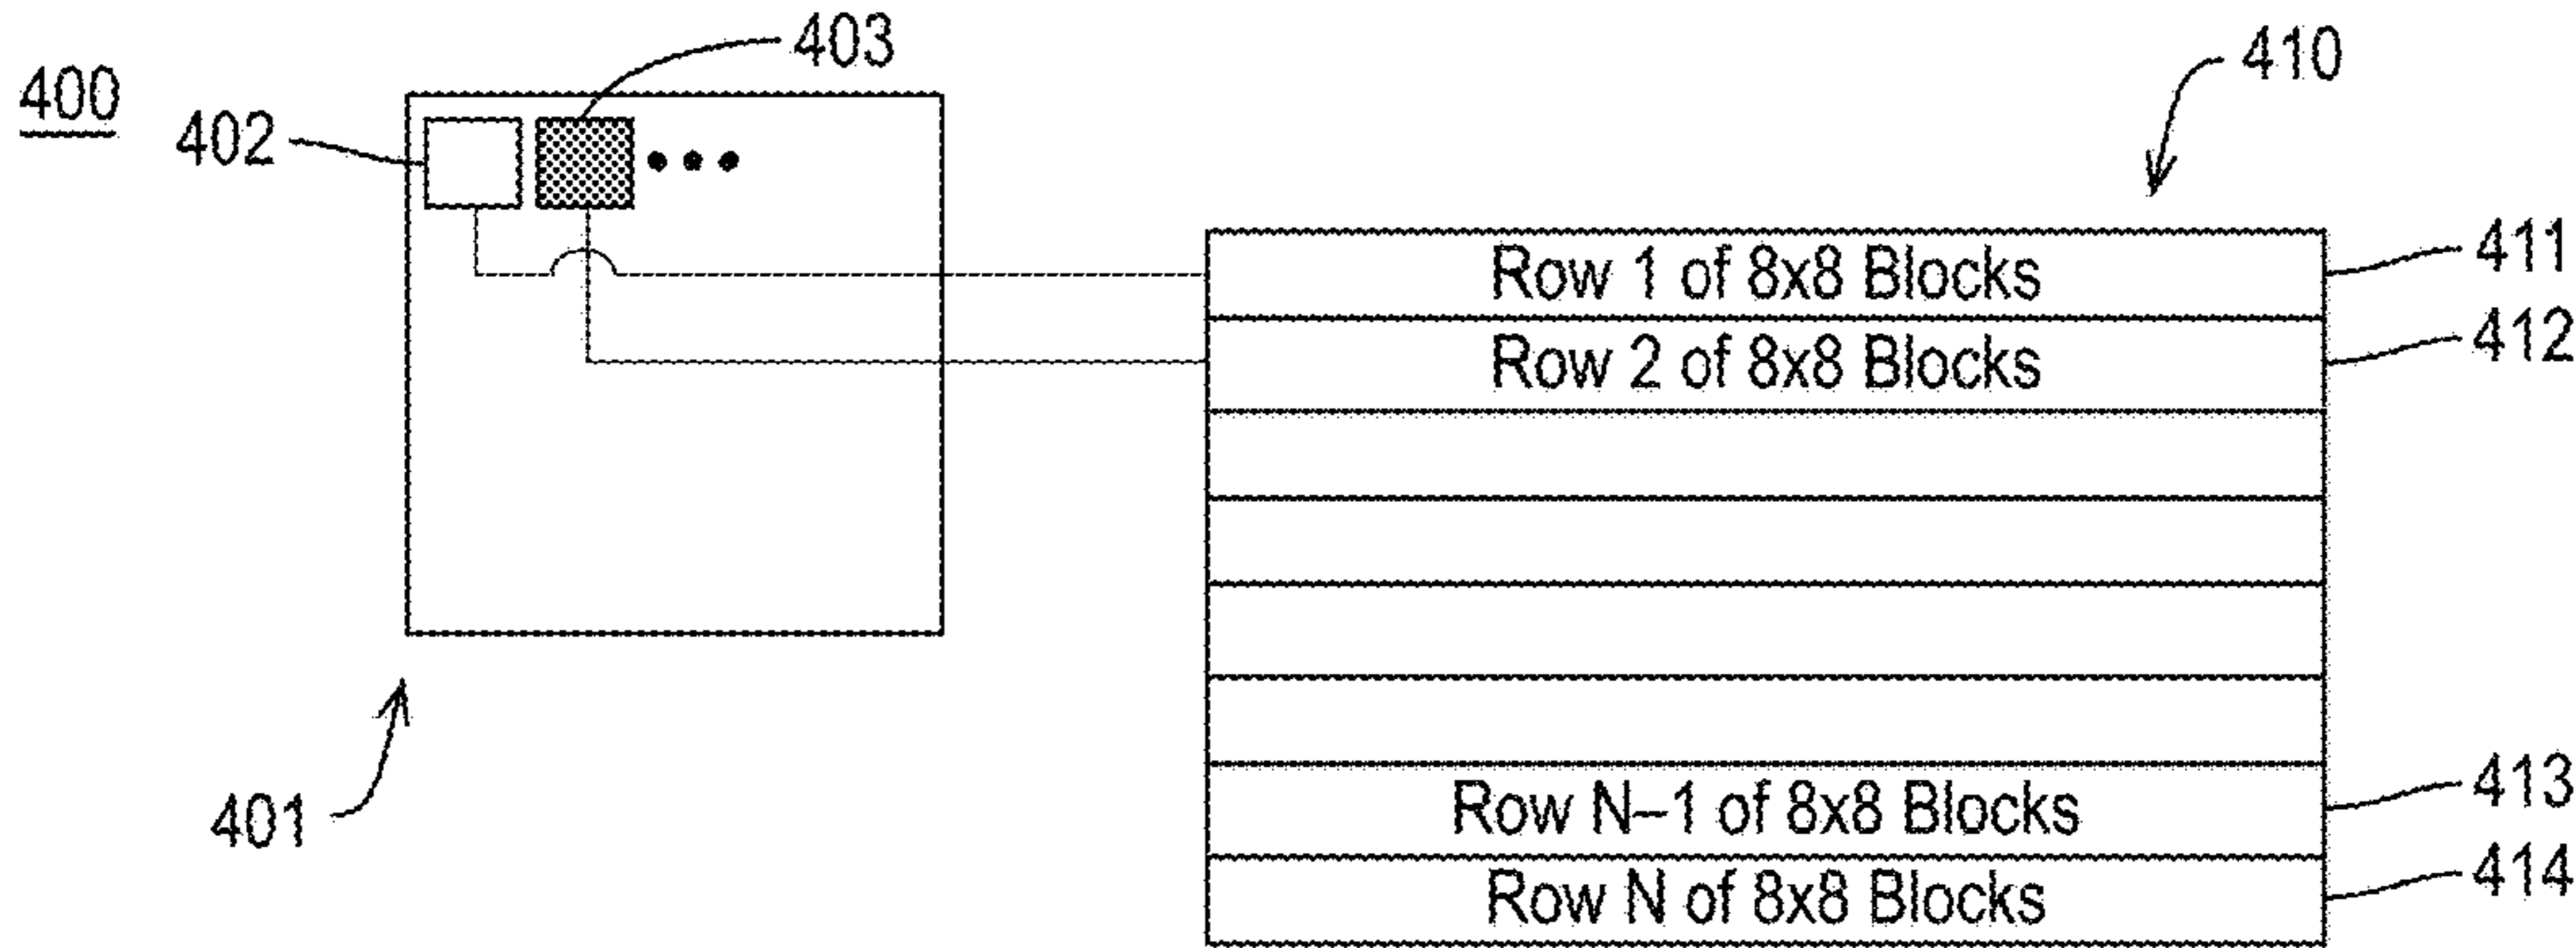 403
410
400
402
Row 1 of 8x8 Blocks
411
Row 2 of 8x8 Blocks
412
401
Row N–1 of 8x8 Blocks
413
Row N of 8x8 Blocks
414